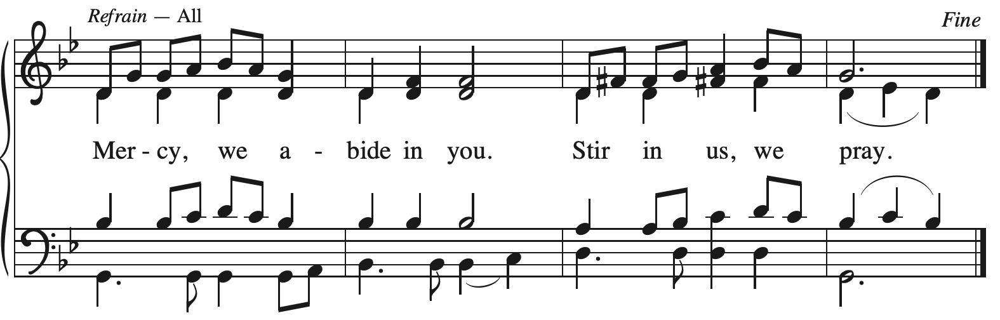 Refrain — All
Fine
Mer - cy, we a - bide in you. Stir in us, we pray.